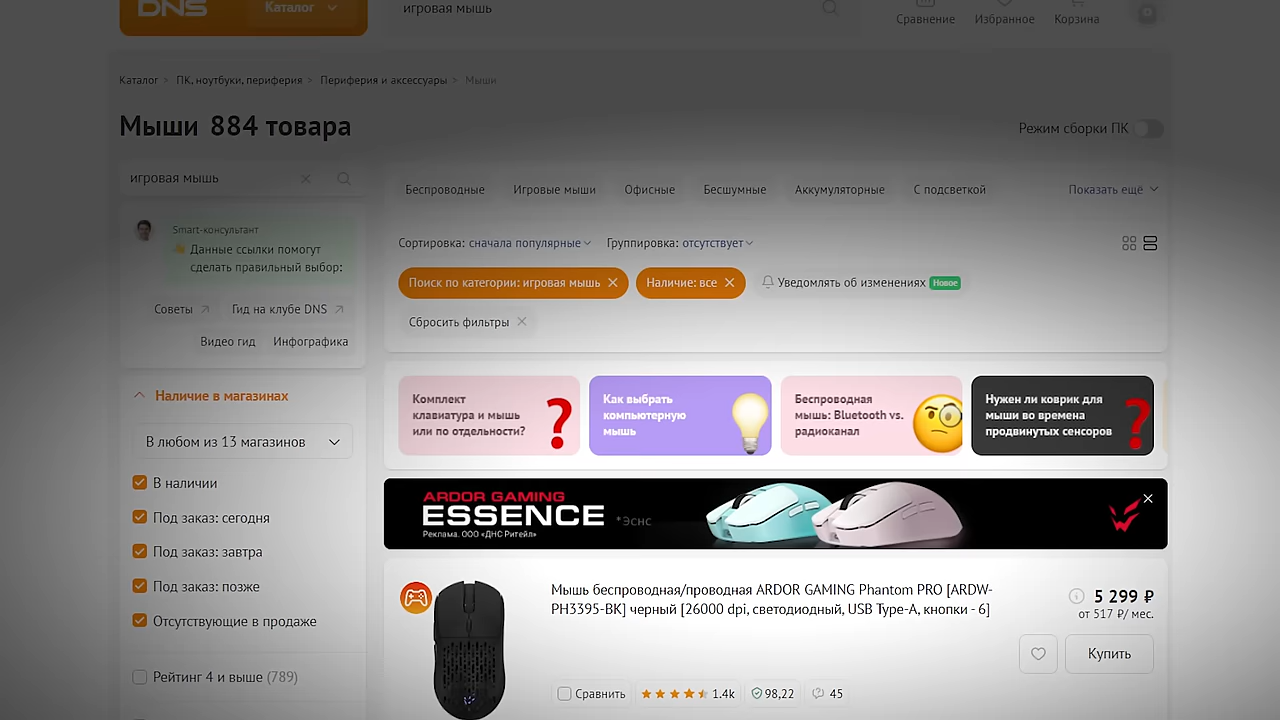 DNS
Каталог
игровая мышь
Сравнение
Избранное
Корзина
Каталог > ПК, ноутбуки, периферия > Периферия и аксессуары > Мыши
Мыши 884 товара
Режим сборки ПК
игровая мышь
Smart-консультант
Данные ссылки помогут
сделать правильный выбор:
Советы
Гид на клубе DNS
Видео гид
Инфографика
Наличие в магазинах
В любом из 13 магазинов
В наличии
Под заказ: сегодня
Под заказ: завтра
Под заказ: позже
Отсутствующие в продаже
Рейтинг 4 и выше (789)
Беспроводные
Игровые мыши
Офисные
Бесшумные
Аккумуляторные
С подсветкой
Показать ещё
Сортировка: сначала популярные
Группировка: отсутствует
Поиск по категории: игровая мышь
Наличие: все
Уведомлять об изменениях
Новое
Сбросить фильтры
Комплект
клавиатура и мышь
или по отдельности?
Как выбрать
компьютерную
мышь
Беспроводная
мышь: Bluetooth vs.
радиоканал
Нужен ли коврик для
мыши во времена
продвинутых сенсоров
ARDOR GAMING
ESSENCE *Эснс
Реклама. ООО «ДНС Ритейл»
Мышь беспроводная/проводная ARDOR GAMING Phantom PRO [ARDW-
PH3395-BK] черный [26000 dpi, светодиодный, USB Type-A, кнопки - 6]
5 299 ₽
от 517 ₽/ мес.
Купить
Сравнить
1.4k
98,22
45